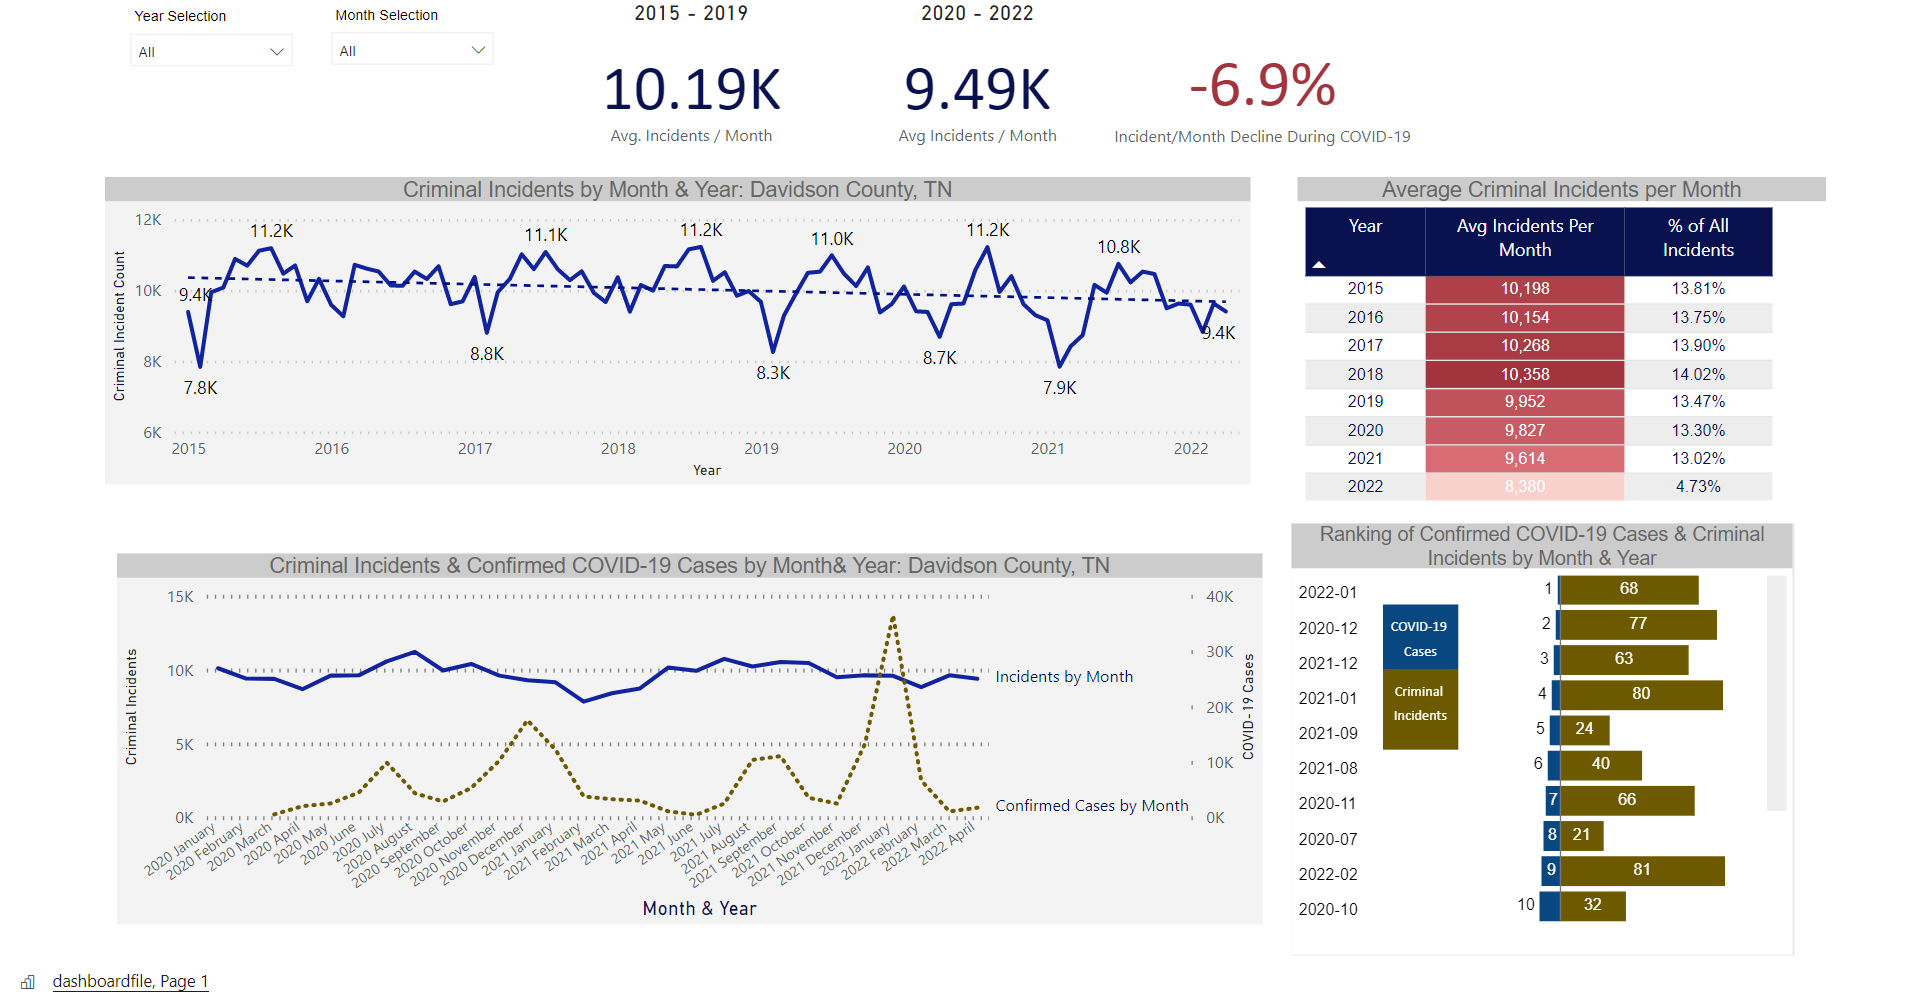 Year Selection
All
Month Selection
All
2015 - 2019
10.19K
Avg. Incidents / Month
2020 - 2022
9.49K
Avg Incidents / Month
-6.9%
Incident/Month Decline During COVID-19
Criminal Incidents by Month & Year: Davidson County, TN
Criminal Incident Count
12K
10K
8K
6K
9.4K
7.8K
11.2K
8.8K
11.1K
11.2K
8.3K
11.0K
8.7K
11.2K
7.9K
10.8K
9.4K
2015 2016 2017 2018 2019 2020 2021 2022
Year
Average Criminal Incidents per Month
Year
Avg Incidents Per
Month
% of All
Incidents
2015 10,198 13.81%
2016 10,154 13.75%
2017 10,268 13.90%
2018 10,358 14.02%
2019 9,952 13.47%
2020 9,827 13.30%
2021 9,614 13.02%
2022 8,380 4.73%
Criminal Incidents & Confirmed COVID-19 Cases by Month& Year: Davidson County, TN
Criminal Incidents
15K
10K
5K
0K
40K
30K
20K
10K
0K
COVID-19 Cases
Incidents by Month
Confirmed Cases by Month
2020 January
2020 February
2020 March
2020 April
2020 May
2020 June
2020 July
2020 August
2020 September
2020 October
2020 November
2020 December
2021 January
2021 February
2021 March
2021 April
2021 May
2021 June
2021 July
2021 August
2021 September
2021 October
2021 November
2021 December
2022 January
2022 February
2022 March
2022 April
Month & Year
Ranking of Confirmed COVID-19 Cases & Criminal
Incidents by Month & Year
COVID-19
Cases
Criminal
Incidents
2022-01 1 68
2020-12 2 77
2021-12 3 63
2021-01 4 80
2021-09 5 24
2021-08 6 40
2020-11 7 66
2020-07 8 21
2022-02 9 81
2020-10 10 32
dashboardfile, Page 1